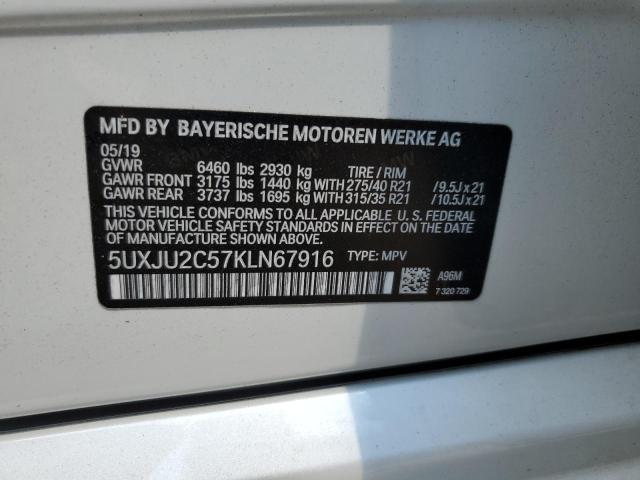 MFD BY BAYERISCHE MOTOREN WERKE AG
05/19
GVWR 6460 lbs 2930 kg TIRE / RIM
GAWR FRONT 3175 lbs 1440 kg WITH 275/40 R21 /9.5J x 21
GAWR REAR 3737 lbs 1695 kg WITH 315/35 R21 /10.5J x 21
THIS VEHICLE CONFORMS TO ALL APPLICABLE U. S. FEDERAL
MOTOR VEHICLE SAFETY STANDARDS IN EFFECT ON THE
DATE OF MANUFACTURE SHOWN ABOVE.
5UXJU2C57KLN67916 TYPE: MPV
A96M
7 320 729